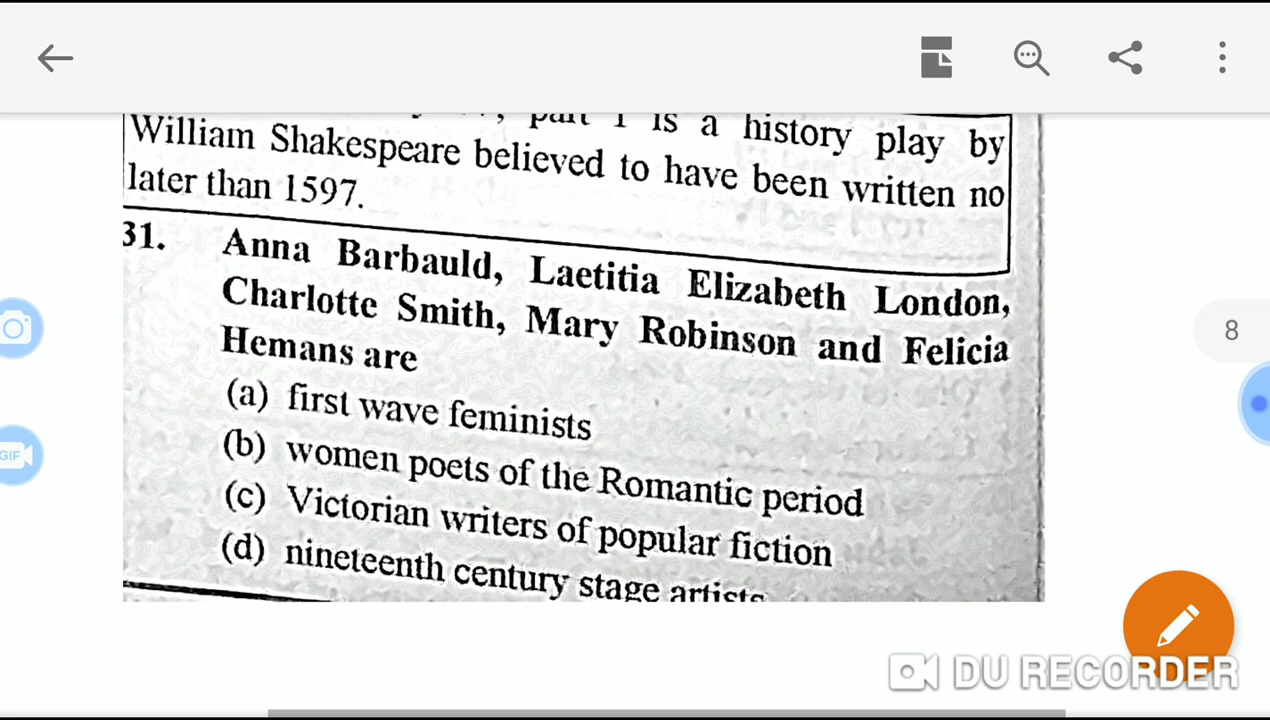 part 1 is a history play by
William Shakespeare believed to have been written no
later than 1597.
31. Anna Barbauld, Laetitia Elizabeth London,
Charlotte Smith, Mary Robinson and Felicia
Hemans are
(a) first wave feminists
(b) women poets of the Romantic period
(c) Victorian writers of popular fiction
(d) nineteenth century stage artists
8
GIF
DU RECORDER